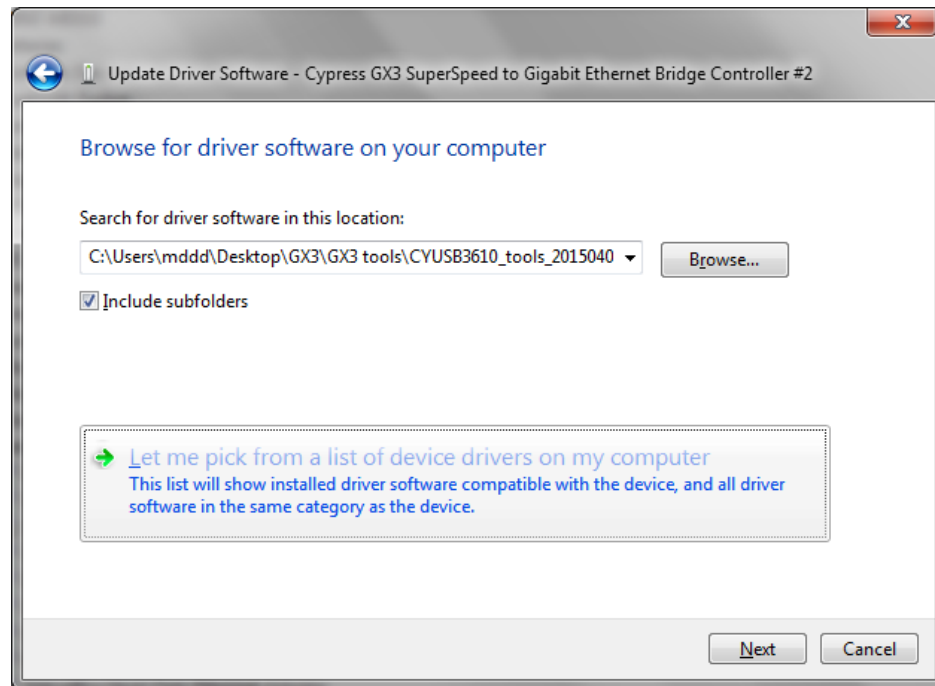 Update Driver Software - Cypress GX3 SuperSpeed to Gigabit Ethernet Bridge Controller #2
Browse for driver software on your computer
Search for driver software in this location:
C:\Users\mddd\Desktop\GX3\GX3 tools\CYUSB3610_tools_2015040
Browse...
Include subfolders
Let me pick from a list of device drivers on my computer
This list will show installed driver software compatible with the device, and all driver
software in the same category as the device.
Next
Cancel